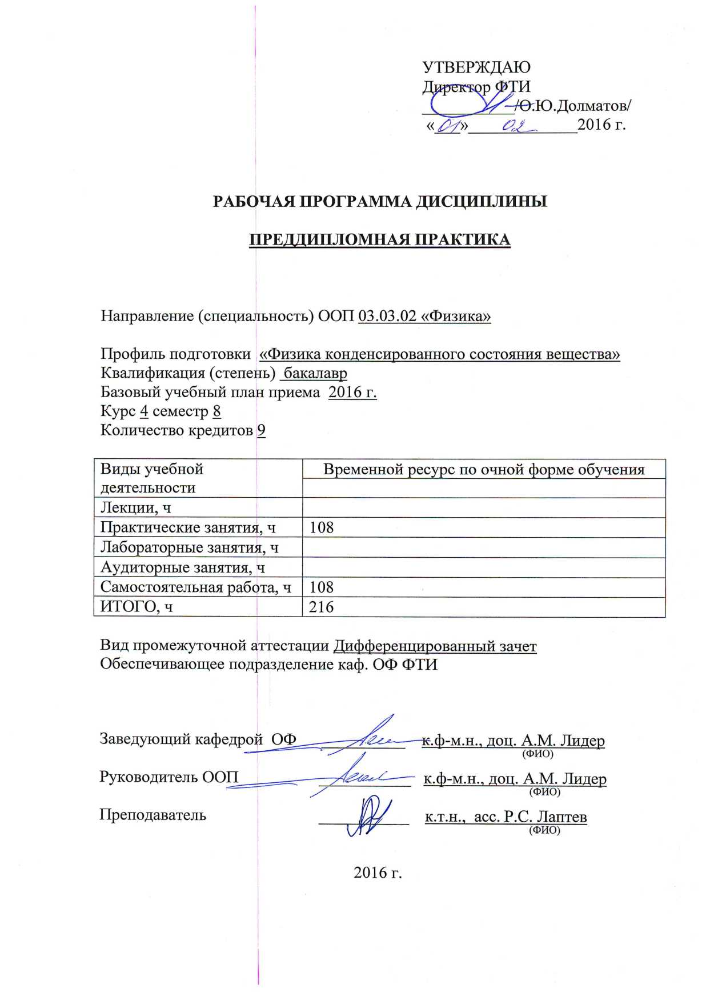 УТВЕРЖДАЮ
Директор ФТИ
___________/О.Ю.Долматов/
«01» 02 2016 г.
РАБОЧАЯ ПРОГРАММА ДИСЦИПЛИНЫ
ПРЕДДИПЛОМНАЯ ПРАКТИКА
Направление (специальность) ООП 03.03.02 «Физика»
Профиль подготовки «Физика конденсированного состояния вещества»
Квалификация (степень) бакалавр
Базовый учебный план приема 2016 г.
Курс 4 семестр 8
Количество кредитов 9
Виды учебной деятельности Временной ресурс по очной форме обучения
Лекции, ч
Практические занятия, ч 108
Лабораторные занятия, ч
Аудиторные занятия, ч
Самостоятельная работа, ч 108
ИТОГО, ч 216
Вид промежуточной аттестации Дифференцированный зачет
Обеспечивающее подразделение каф. ОФ ФТИ
Заведующий кафедрой ОФ к.ф-м.н., доц. А.М. Лидер
(ФИО)
Руководитель ООП к.ф-м.н., доц. А.М. Лидер
(ФИО)
Преподаватель к.т.н., асс. Р.С. Лаптев
(ФИО)
2016 г.